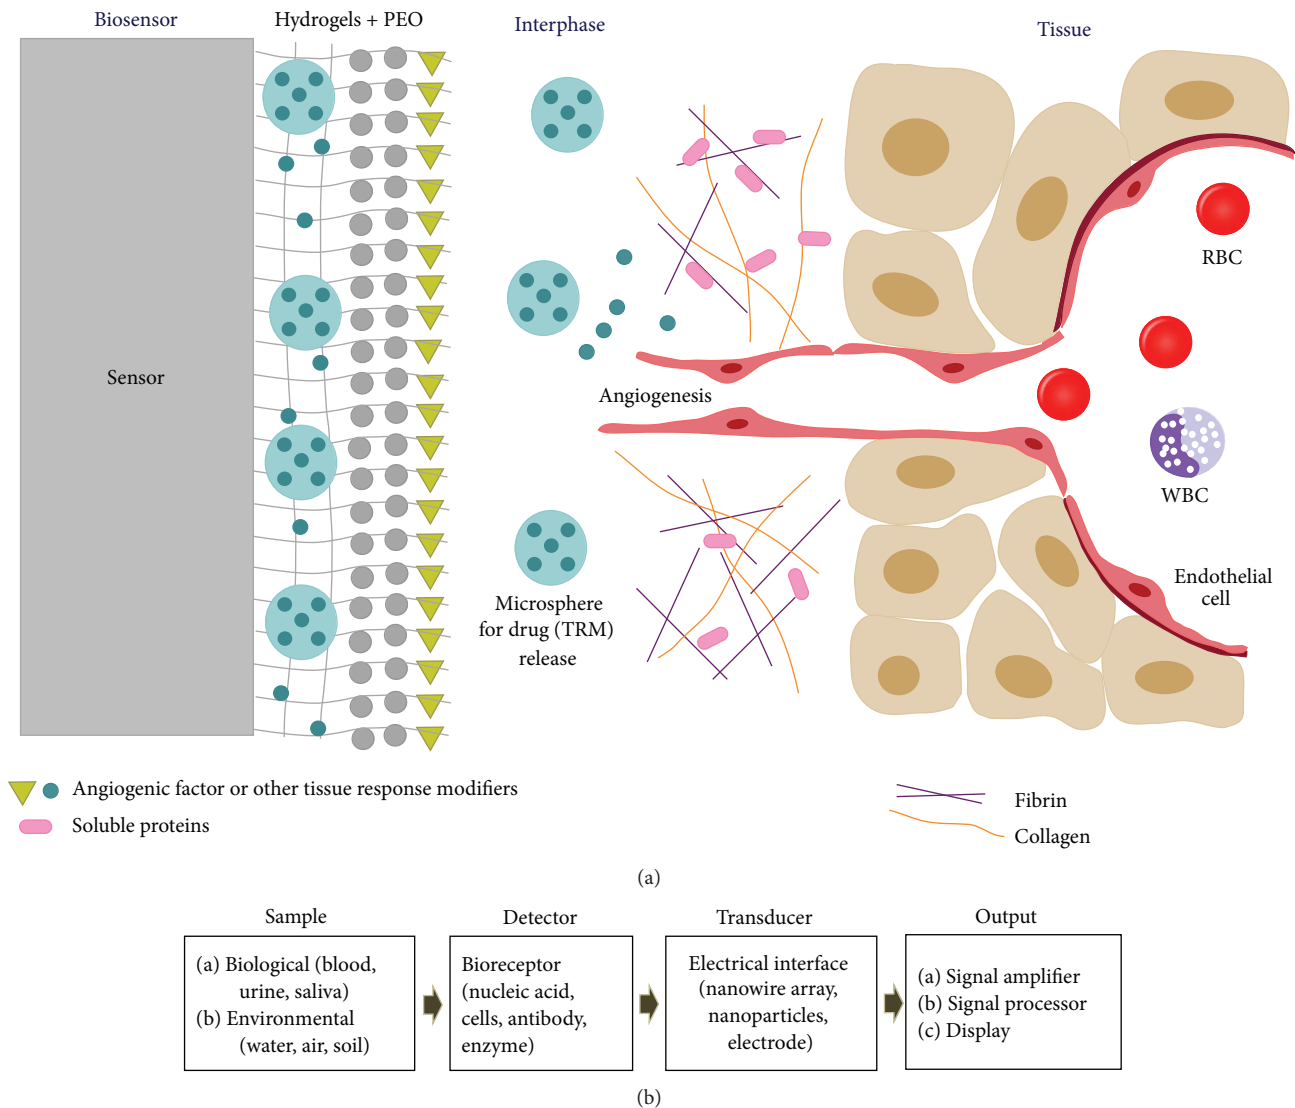 Biosensor
Hydrogels + PEO
Interphase
Tissue
Sensor
RBC
Angiogenesis
WBC
Endothelial
cell
Microsphere
for drug (TRM)
release
Angiogenic factor or other tissue response modifiers
Soluble proteins
Fibrin
Collagen
(a)
Sample
(a) Biological (blood,
urine, saliva)
(b) Environmental
(water, air, soil)
Detector
Bioreceptor
(nucleic acid,
cells, antibody,
enzyme)
Transducer
Electrical interface
(nanowire array,
nanoparticles,
electrode)
Output
(a) Signal amplifier
(b) Signal processor
(c) Display
(b)